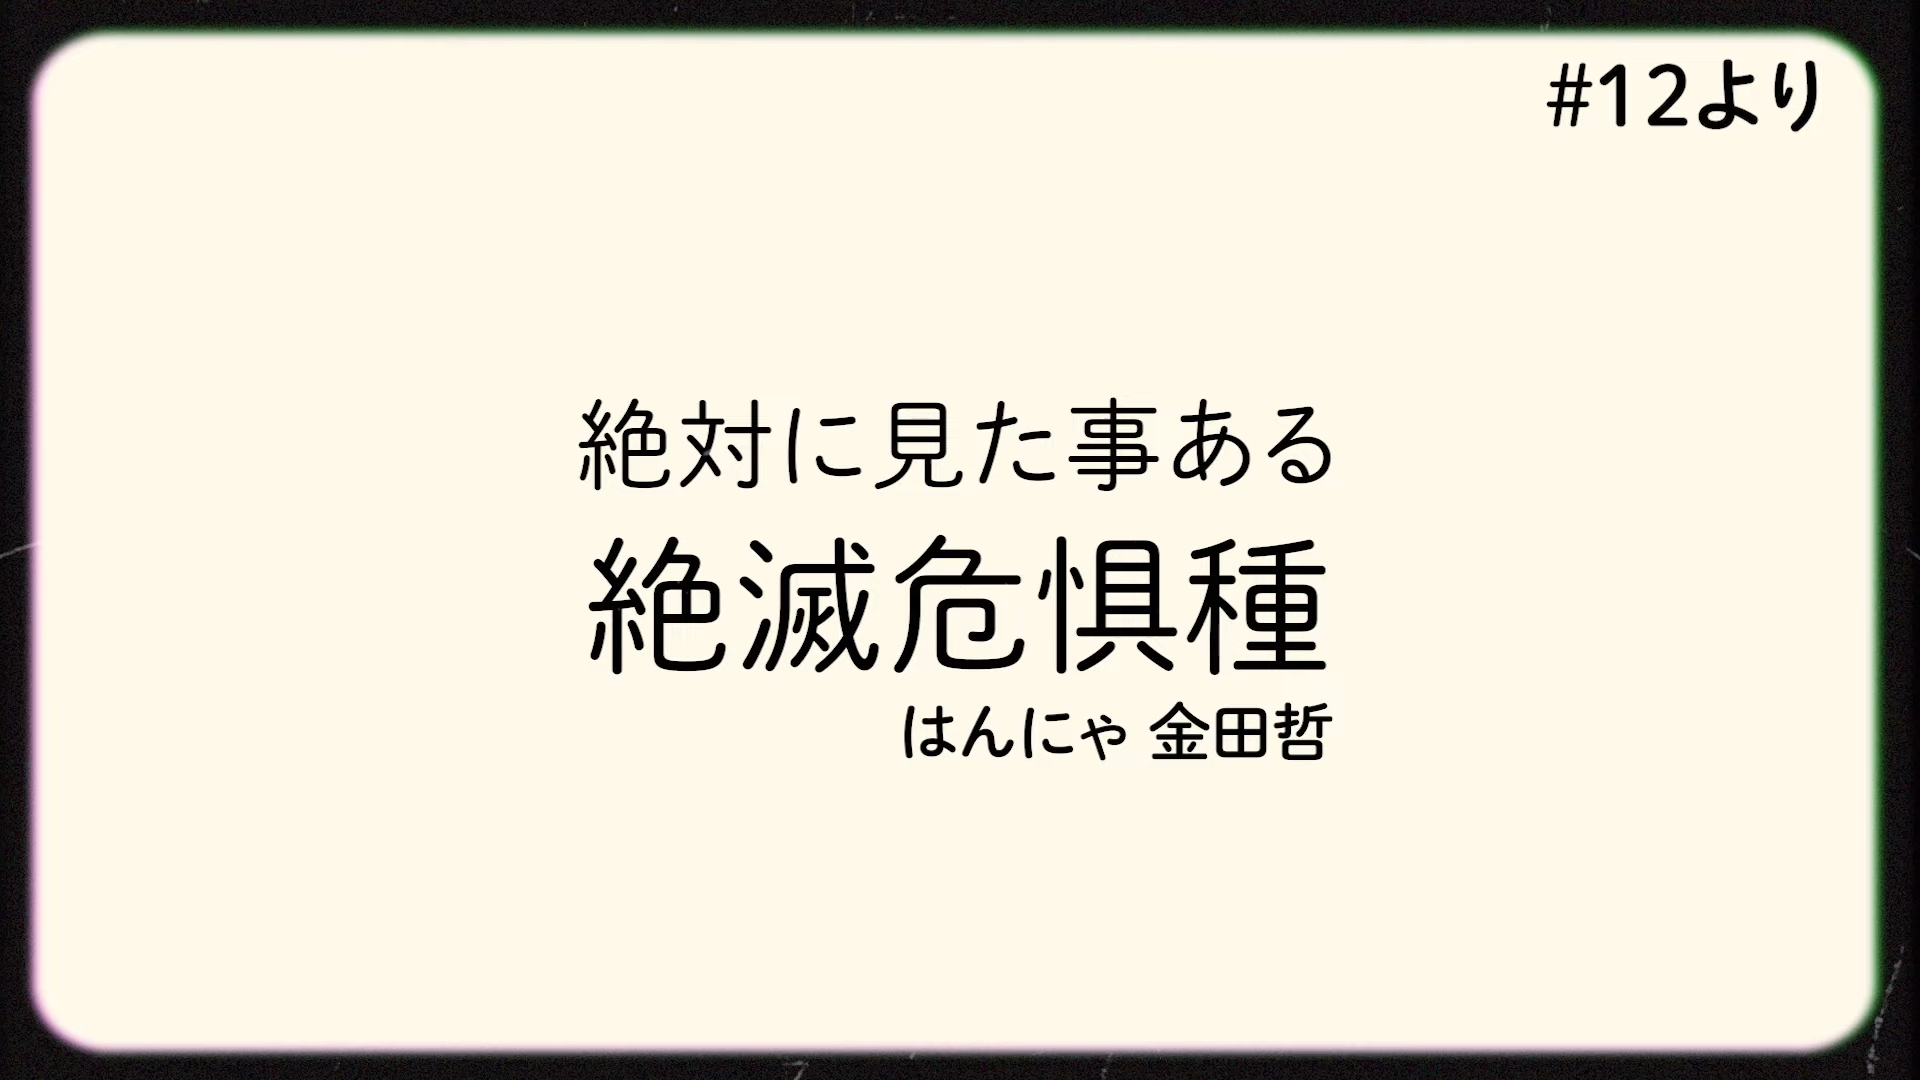 #12より
絶対に見た事ある
絶滅危惧種
はんにゃ 金田哲